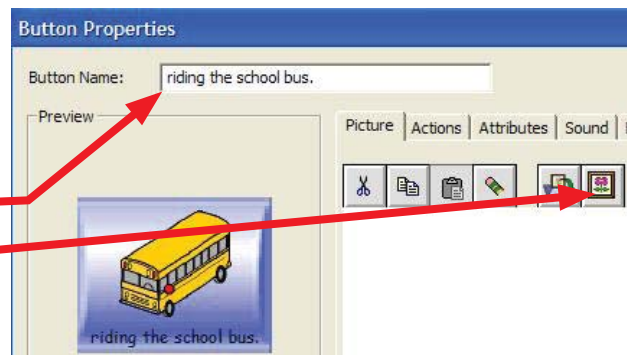 Button Properties
Button Name: riding the school bus.
Preview
Picture Actions Attributes Sound
riding the school bus.